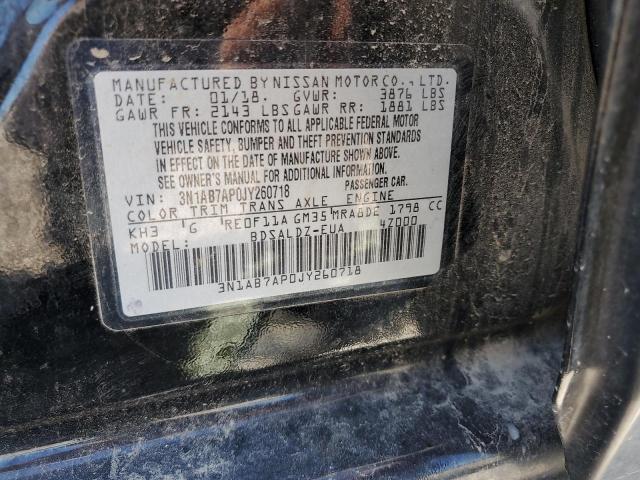 MANUFACTURED BY NISSAN MOTOR CO., LTD.
DATE: 01/18. GVWR: 3876 LBS
GAWR FR: 2143 LBS GAWR RR: 1881 LBS
THIS VEHICLE CONFORMS TO ALL APPLICABLE FEDERAL MOTOR
VEHICLE SAFETY, BUMPER AND THEFT PREVENTION STANDARDS
IN EFFECT ON THE DATE OF MANUFACTURE SHOWN ABOVE.
SEE OWNER'S MANUAL FOR ADDITIONAL INFORMATION.
VIN: 3N1AB7AP0JY260718 PASSENGER CAR.
COLOR TRIM TRANS AXLE ENGINE
KH3 G RE0F11A GM35 MRA8DE 1798 CC
MODEL: BDSALDZ-EUA 4Z000
3N1AB7AP0JY260718